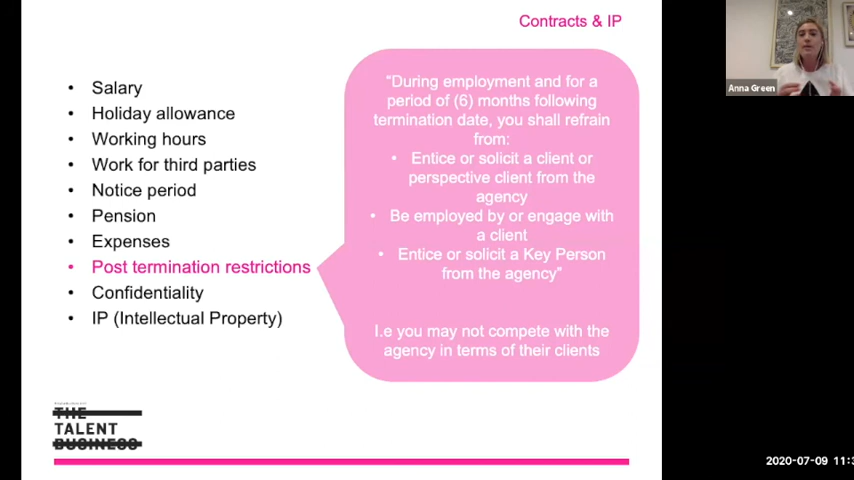 Contracts & IP
Anna Green
• Salary
• Holiday allowance
• Working hours
• Work for third parties
• Notice period
• Pension
• Expenses
• Post termination restrictions
• Confidentiality
• IP (Intellectual Property)
“During employment and for a
period of (6) months following
termination date, you shall refrain
from:
• Entice or solicit a client or
perspective client from the
agency
• Be employed by or engage with
a client
• Entice or solicit a Key Person
from the agency”
I.e you may not compete with the
agency in terms of their clients
THE
TALENT
BUSINESS
2020-07-09 11:3